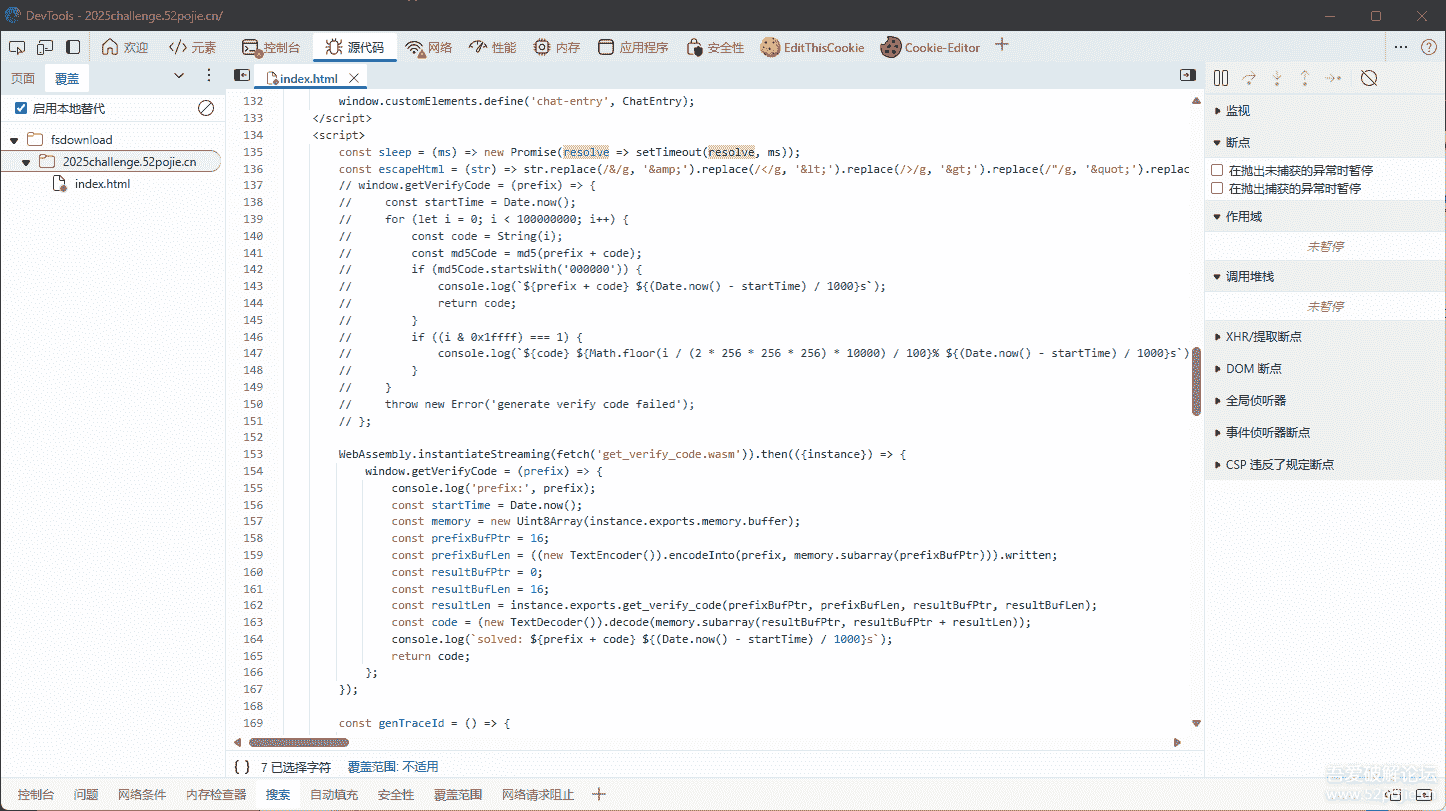 DevTools - 2025challenge.52pojie.cn/
欢迎 </> 元素 控制台 源代码 网络 性能 内存 应用程序 安全性 EditThisCookie Cookie-Editor
页面 覆盖
index.html
启用本地替代
fsdownload
2025challenge.52pojie.cn
index.html
132 window.customElements.define('chat-entry', ChatEntry);
133 </script>
134 <script>
135 const sleep = (ms) => new Promise(resolve => setTimeout(resolve, ms));
136 const escapeHtml = (str) => str.replace(/&/g, '&amp;').replace(/</g, '&lt;').replace(/>/g, '&gt;').replace(/"/g, '&quot;').replac
137 // window.getVerifyCode = (prefix) => {
138 //     const startTime = Date.now();
139 //     for (let i = 0; i < 100000000; i++) {
140 //         const code = String(i);
141 //         const md5Code = md5(prefix + code);
142 //         if (md5Code.startsWith('000000')) {
143 //             console.log(`${prefix + code} ${(Date.now() - startTime) / 1000}s`);
144 //             return code;
145 //         }
146 //         if ((i & 0x1ffff) === 1) {
147 //             console.log(`${code} ${Math.floor(i / (2 * 256 * 256 * 256) * 10000) / 100}% ${(Date.now() - startTime) / 1000}s`)
148 //         }
149 //     }
150 //     throw new Error('generate verify code failed');
151 // };
152
153 WebAssembly.instantiateStreaming(fetch('get_verify_code.wasm')).then(({instance}) => {
154     window.getVerifyCode = (prefix) => {
155         console.log('prefix:', prefix);
156         const startTime = Date.now();
157         const memory = new Uint8Array(instance.exports.memory.buffer);
158         const prefixBufPtr = 16;
159         const prefixBufLen = ((new TextEncoder()).encodeInto(prefix, memory.subarray(prefixBufPtr))).written;
160         const resultBufPtr = 0;
161         const resultBufLen = 16;
162         const resultLen = instance.exports.get_verify_code(prefixBufPtr, prefixBufLen, resultBufPtr, resultBufLen);
163         const code = (new TextDecoder()).decode(memory.subarray(resultBufPtr, resultBufPtr + resultLen));
164         console.log(`solved: ${prefix + code} ${(Date.now() - startTime) / 1000}s`);
165         return code;
166     };
167 });
168
169 const genTraceId = () => {
{ } 7 已选择字符 覆盖范围: 不适用
监视
断点
在抛出未捕获的异常时暂停
在抛出捕获的异常时暂停
作用域
未暂停
调用堆栈
未暂停
XHR/提取断点
DOM 断点
全局侦听器
事件侦听器断点
CSP 违反了规定断点
控制台 问题 网络条件 内存检查器 搜索 自动填充 安全性 覆盖范围 网络请求阻止
吾爱破解论坛
www.52pojie.cn